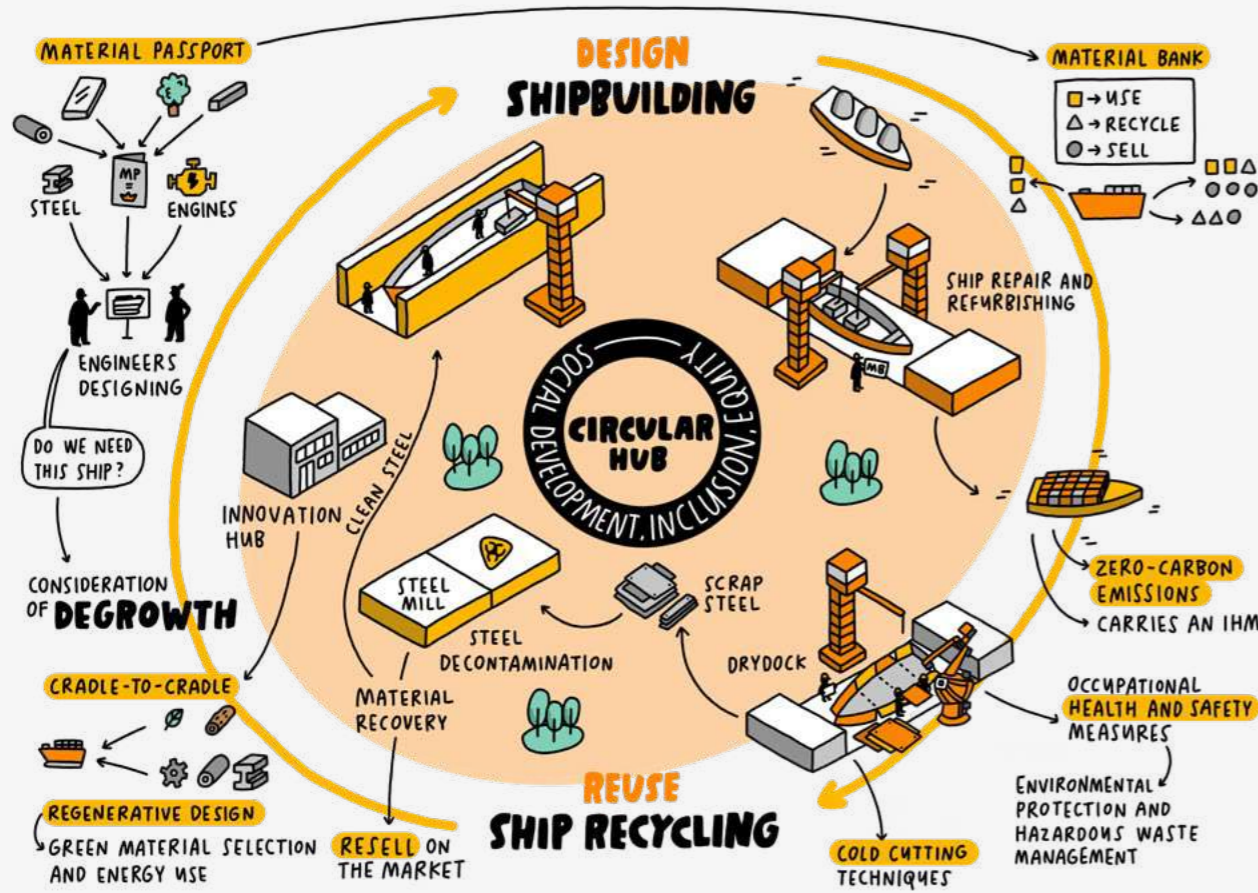 MATERIAL PASSPORT
MP
=
STEEL
ENGINES
ENGINEERS
DESIGNING
DO WE NEED
THIS SHIP?
CONSIDERATION
OF DEGROWTH
DESIGN
SHIPBUILDING
MATERIAL BANK
→ USE
→ RECYCLE
→ SELL
SHIP REPAIR AND
REFURBISHING
BW
CIRCULAR
HUB
SOCIAL DEVELOPMENT, INCLUSION, EQUITY
INNOVATION
HUB
CLEAN STEEL
STEEL
MILL
STEEL
DECONTAMINATION
SCRAP
STEEL
DRYDOCK
MATERIAL
RECOVERY
ZERO-CARBON
EMISSIONS
CARRIES AN IHM
OCCUPATIONAL
HEALTH AND SAFETY
MEASURES
ENVIRONMENTAL
PROTECTION AND
HAZARDOUS WASTE
MANAGEMENT
CRADLE-TO-CRADLE
REGENERATIVE DESIGN
GREEN MATERIAL SELECTION
AND ENERGY USE
RESELL ON
THE MARKET
REUSE
SHIP RECYCLING
COLD CUTTING
TECHNIQUES